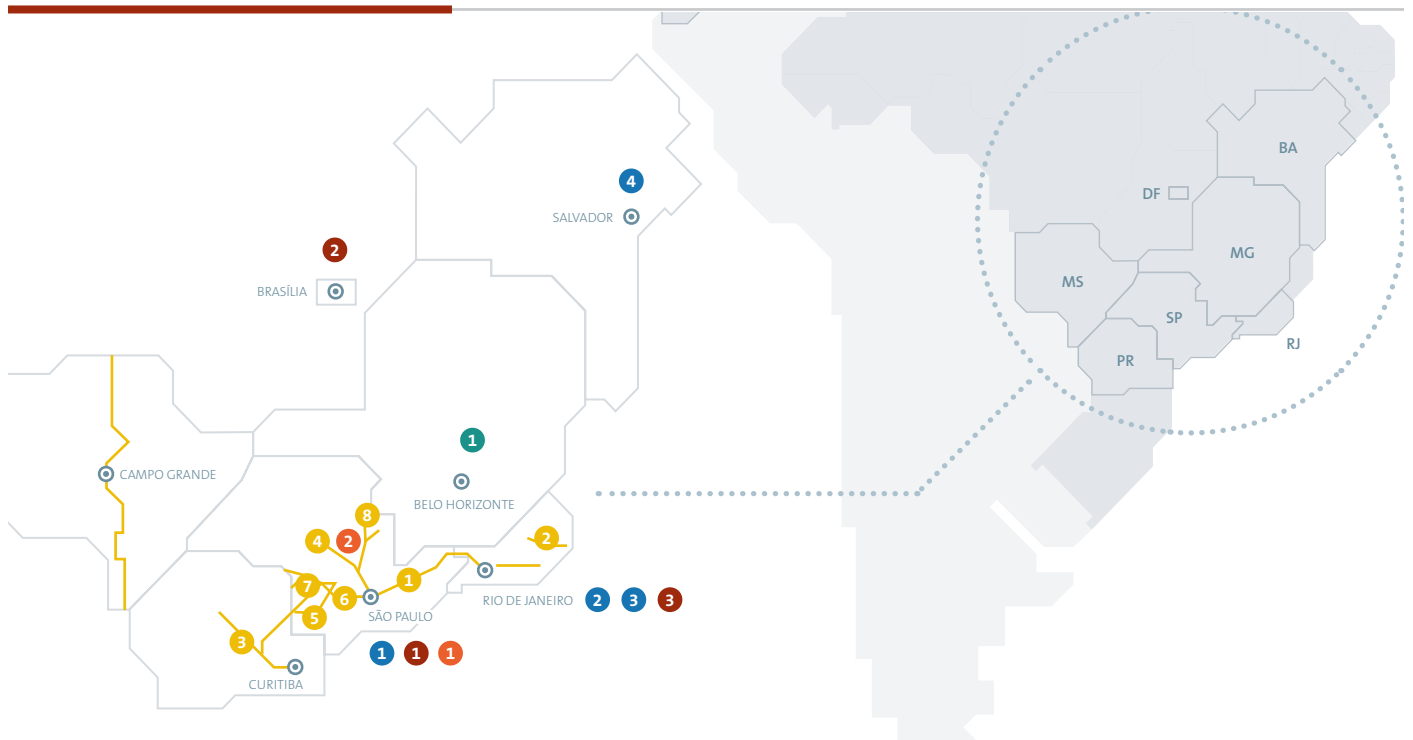 4
SALVADOR
2
BRASÍLIA
1
CAMPO GRANDE
BELO HORIZONTE
8
4 2
2
7
6
1
5
RIO DE JANEIRO 2 3 3
SÃO PAULO
3
1 1 1
CURITIBA
BA
DF
MG
MS
SP
RJ
PR